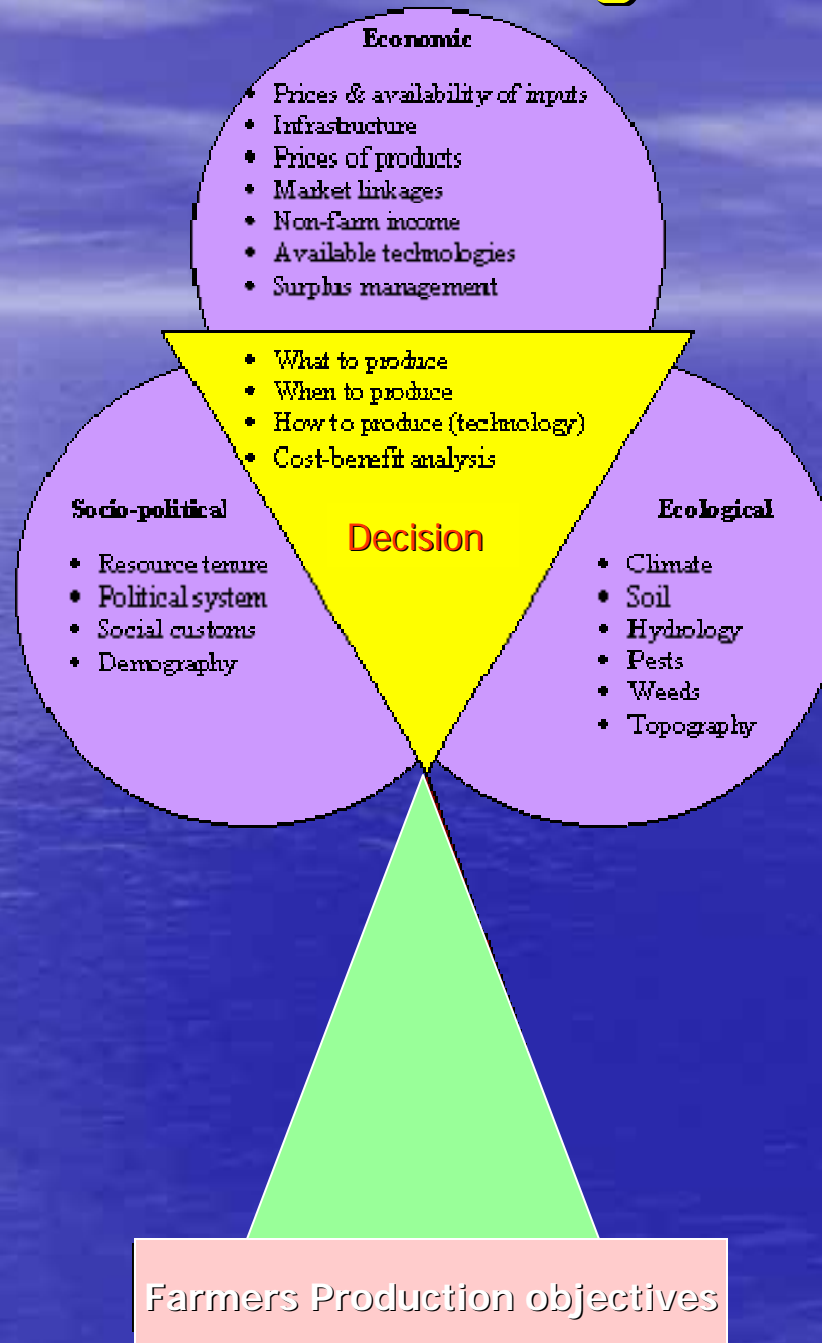 Economic
• Prices & availability of inputs
• Infrastructure
• Prices of products
• Market linkages
• Non-farm income
• Available technologies
• Surplus management
• What to produce
• When to produce
• How to produce (technology)
• Cost-benefit analysis
Decision
Socio-political
• Resource tenure
• Political system
• Social customs
• Demography
Ecological
• Climate
• Soil
• Hydrology
• Pests
• Weeds
• Topography
Farmers Production objectives